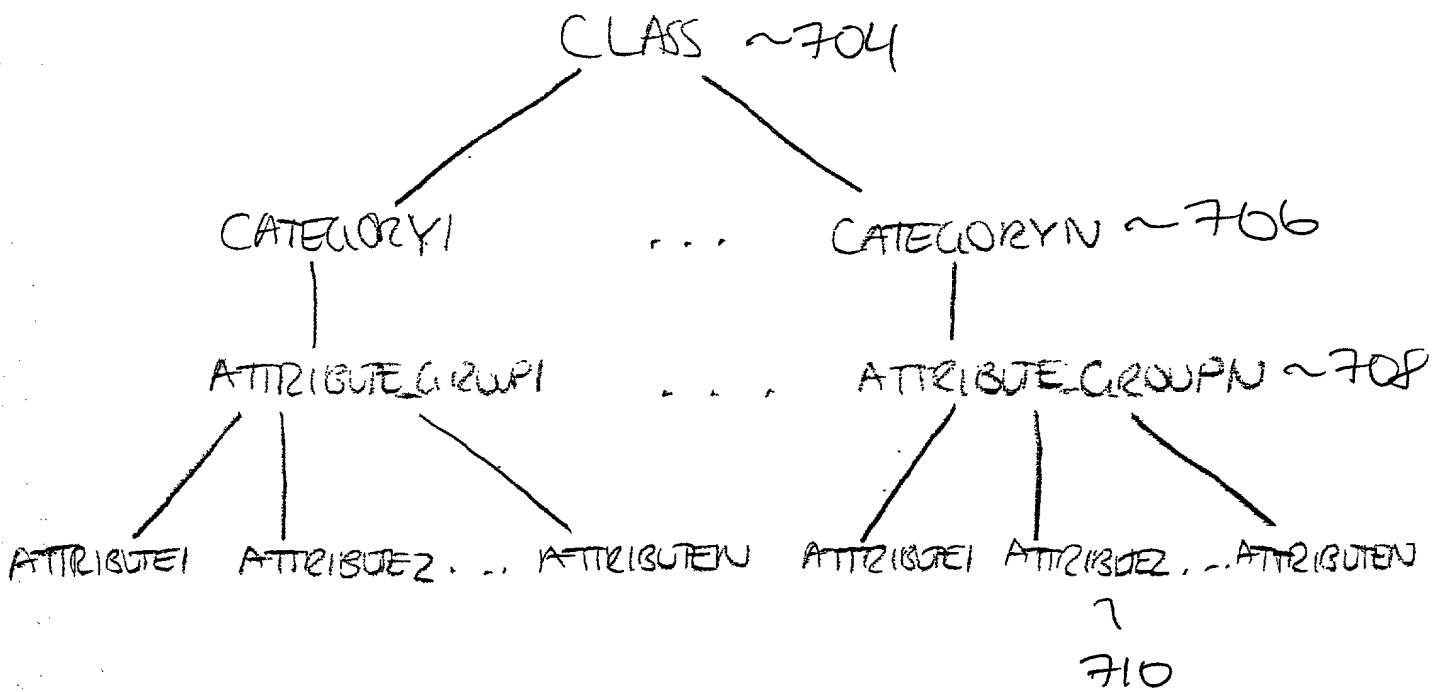 CLASS ~704
CATEGORY1 ... CATEGORYN ~706
ATTRIBUTE_GROUP1 ... ATTRIBUTE_GROUPN ~708
ATTRIBUTE1 ATTRIBUTE2 ... ATTRIBUTEN ATTRIBUTE1 ATTRIBUTE2 ... ATTRIBUTEN
~
710